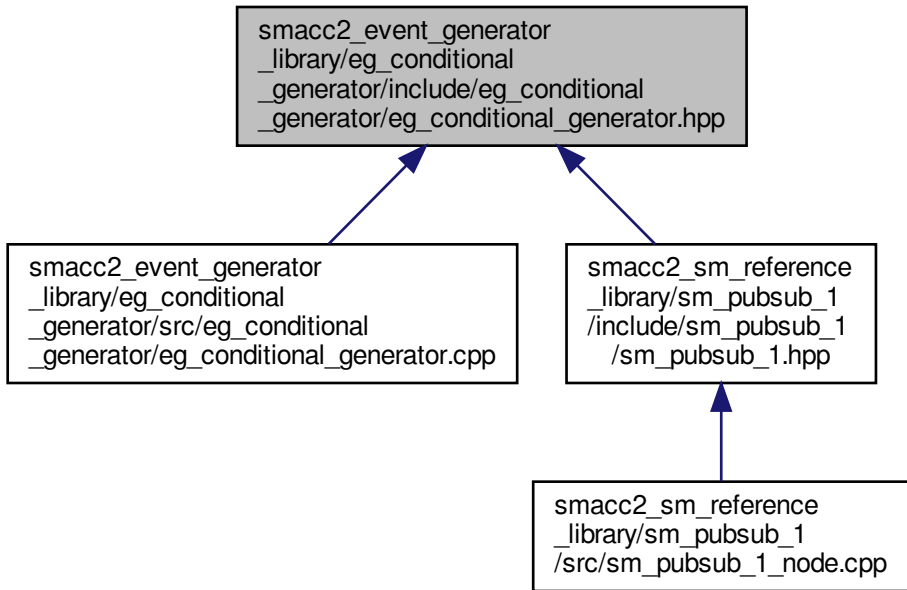 smacc2_event_generator
_library/eg_conditional
_generator/include/eg_conditional
_generator/eg_conditional_generator.hpp
smacc2_event_generator
_library/eg_conditional
_generator/src/eg_conditional
_generator/eg_conditional_generator.cpp
smacc2_sm_reference
_library/sm_pubsub_1
/include/sm_pubsub_1
/sm_pubsub_1.hpp
smacc2_sm_reference
_library/sm_pubsub_1
/src/sm_pubsub_1_node.cpp